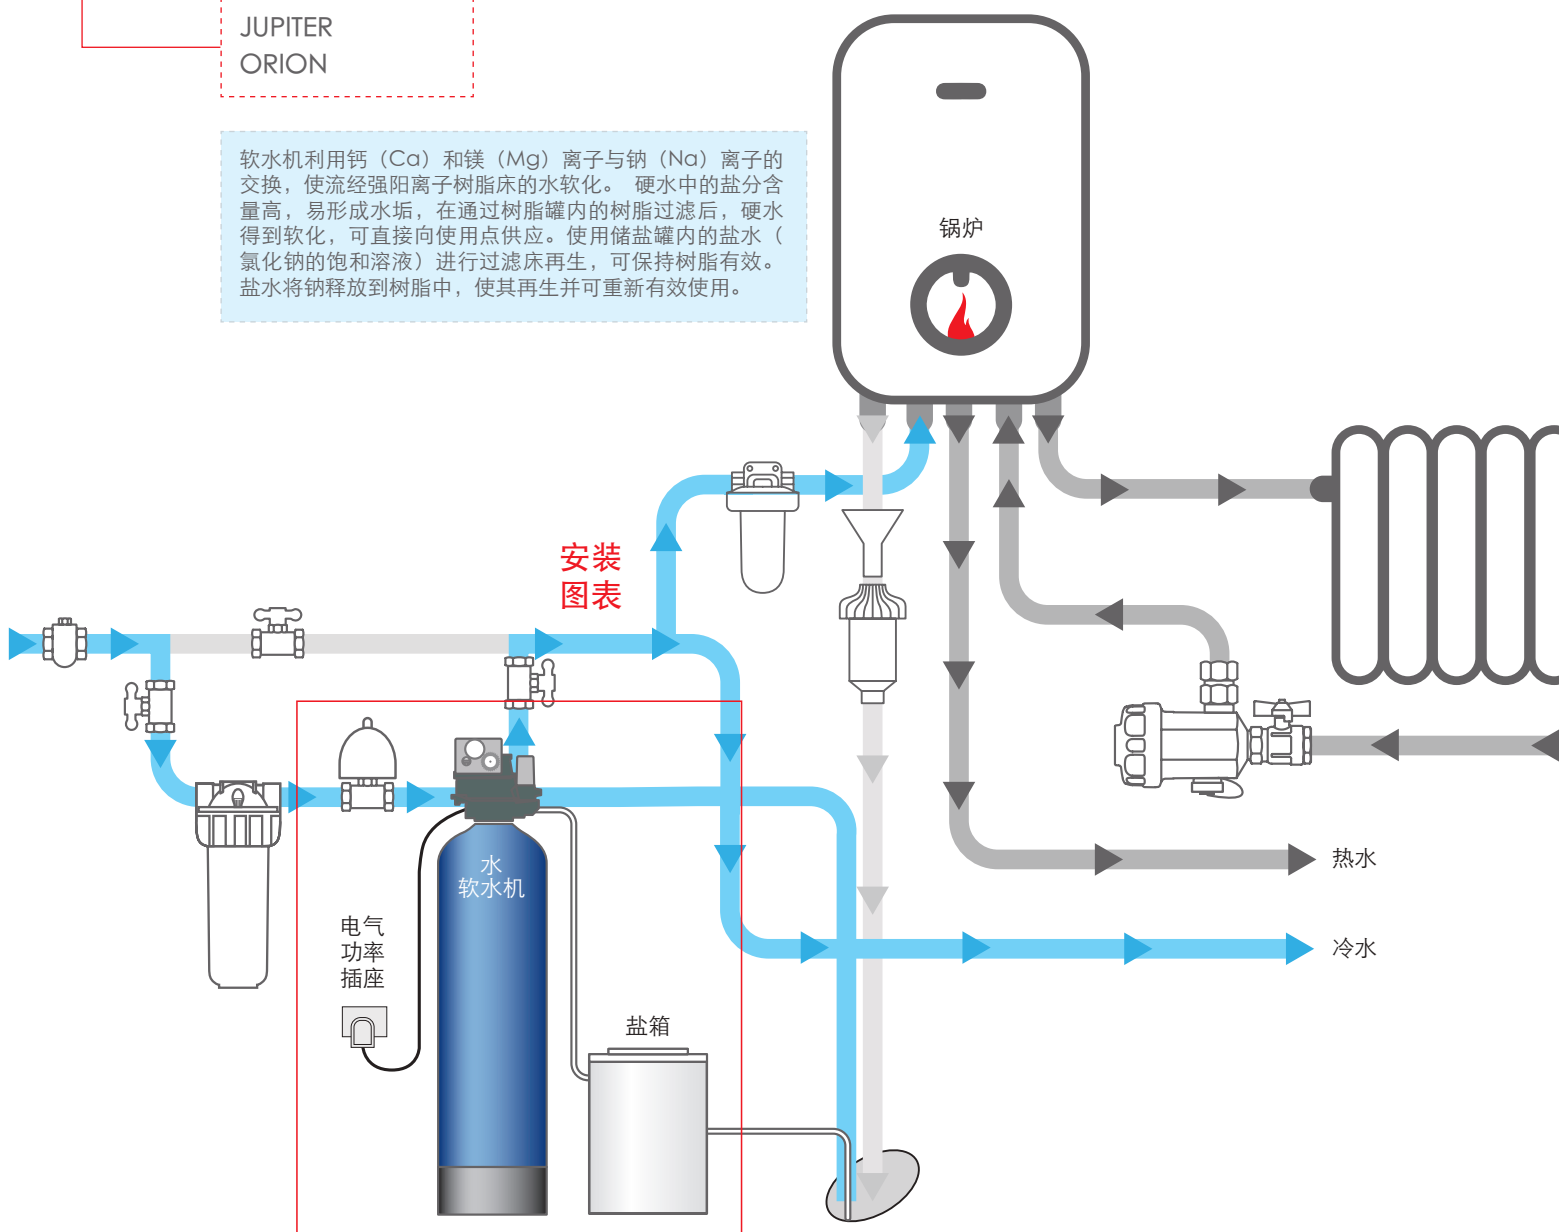 JUPITER
ORION
软水机利用钙（Ca）和镁（Mg）离子与钠（Na）离子的
交换，使流经强阳离子树脂床的水软化。 硬水中的盐分含
量高，易形成水垢，在通过树脂罐内的树脂过滤后，硬水
得到软化，可直接向使用点供应。使用储盐罐内的盐水（
氯化钠的饱和溶液）进行过滤床再生，可保持树脂有效。
盐水将钠释放到树脂中，使其再生并可重新有效使用。
锅炉
安装
图表
水
软水机
热水
电气
功率
插座
冷水
盐箱